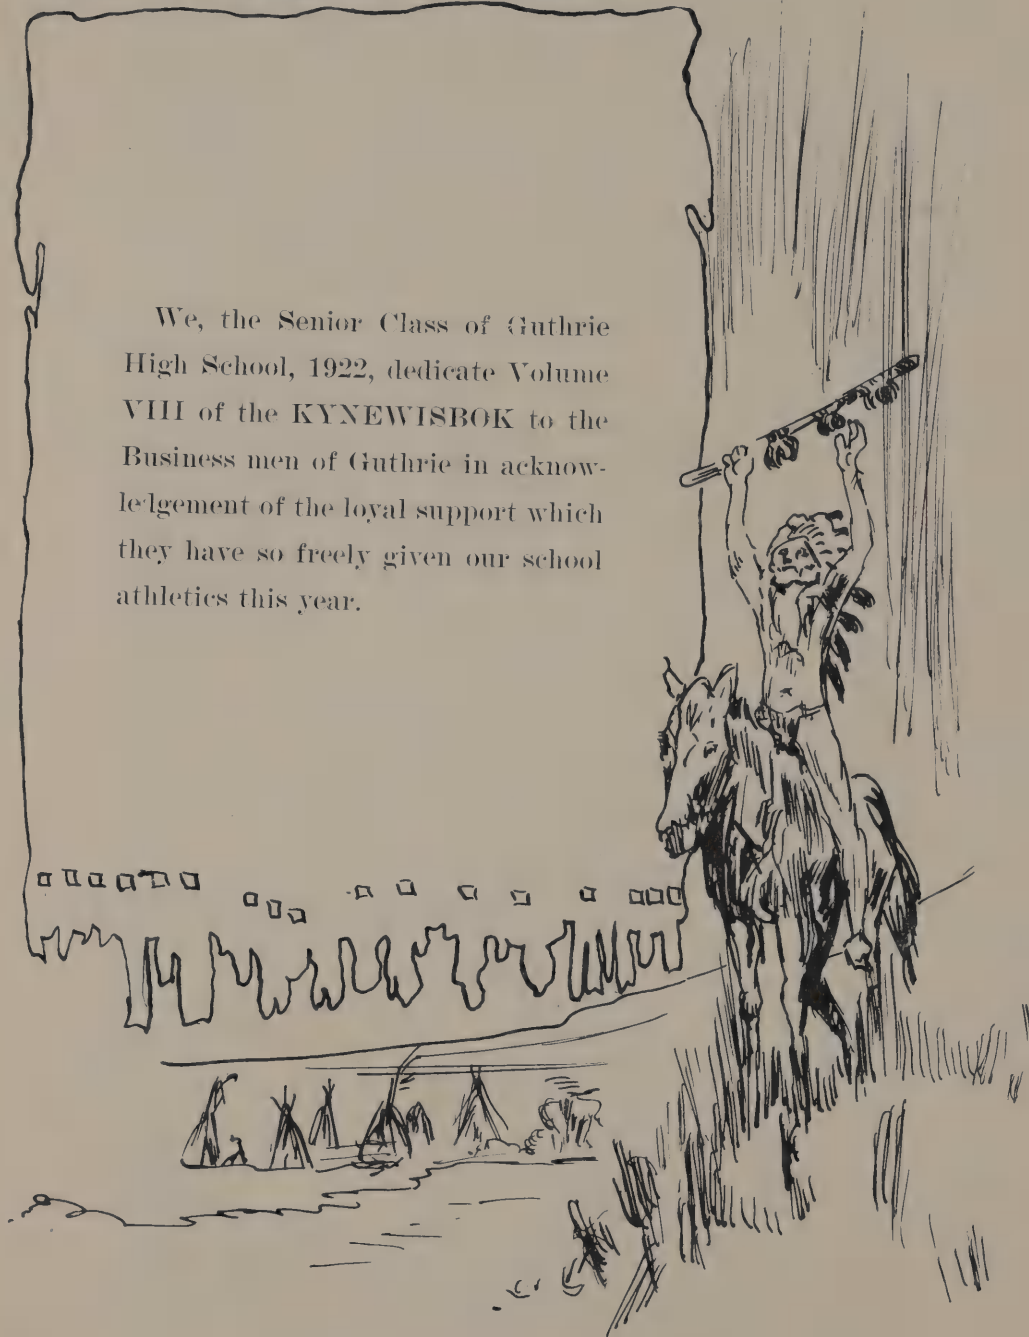 We, the Senior Class of Guthrie
High School, 1922, dedicate Volume
VIII of the KYNEWISBOK to the
Business men of Guthrie in acknow-
ledgement of the loyal support which
they have so freely given our school
athletics this year.